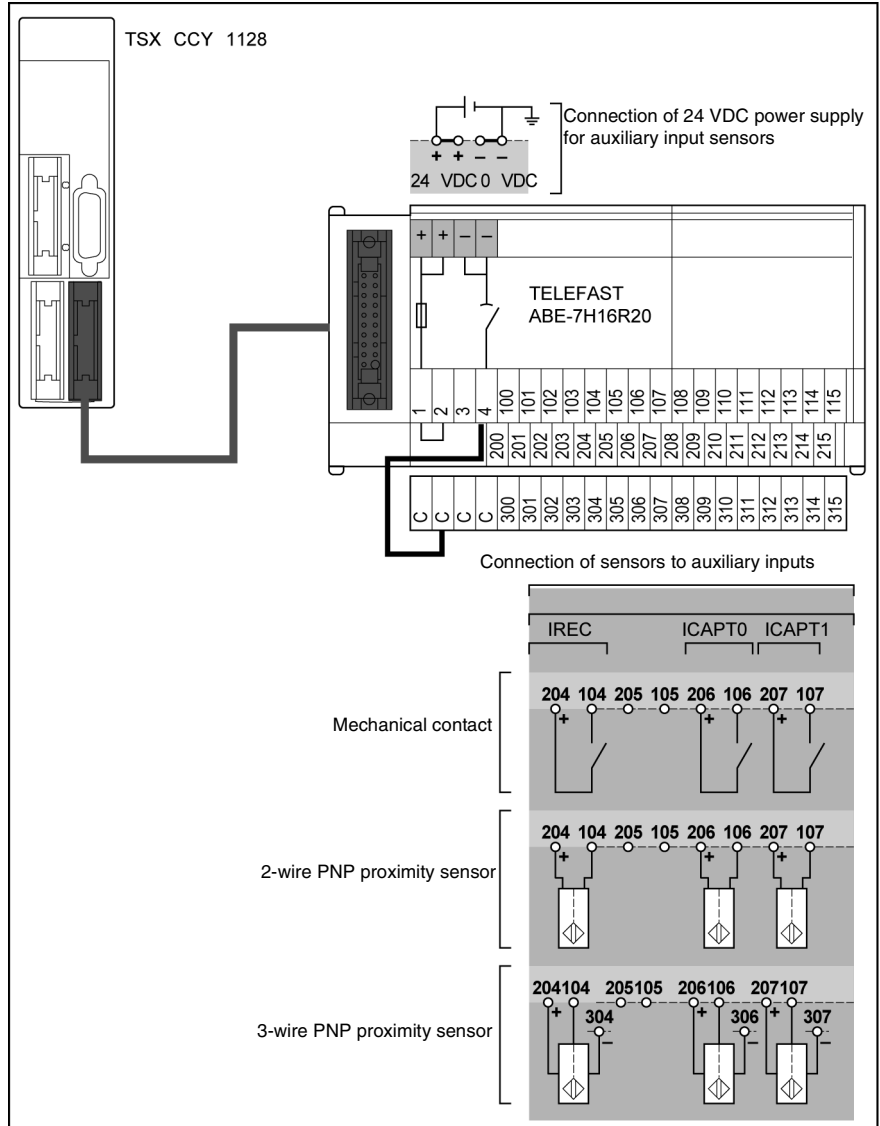 TSX CCY 1128
Connection of 24 VDC power supply
for auxiliary input sensors
+ + – –
24 VDC 0 VDC
+ + – –
TELEFAST
ABE-7H16R20
1 2 3 4 100 101 102 103 104 105 106 107 108 109 110 111 112 113 114 115
200 201 202 203 204 205 206 207 208 209 210 211 212 213 214 215
C C C C 300 301 302 303 304 305 306 307 308 309 310 311 312 313 314 315
Connection of sensors to auxiliary inputs
IREC ICAPT0 ICAPT1
204 104 205 105 206 106 207 107
+ + +
Mechanical contact
204 104 205 105 206 106 207 107
+ + +
2-wire PNP proximity sensor
204104 205105 206106 207107
+ 304 + 306 + 307
– – –
3-wire PNP proximity sensor